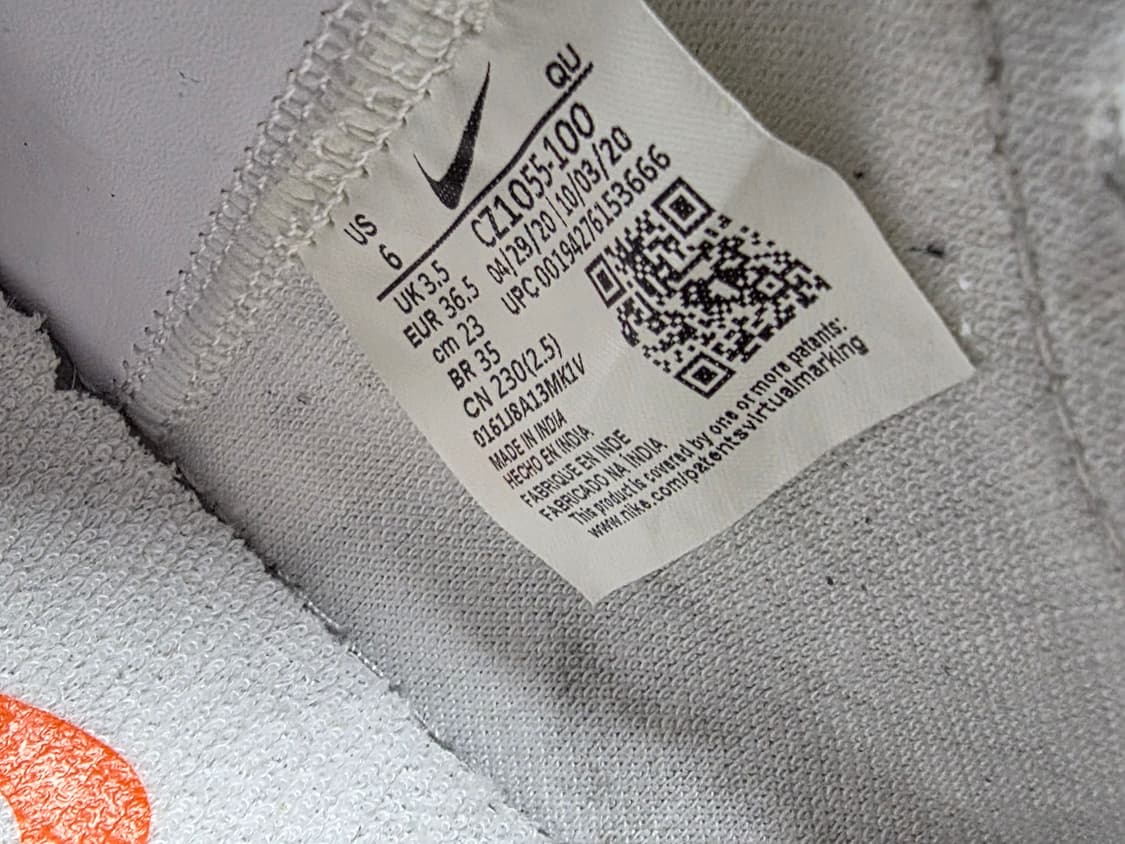 US
6
QU
UK 3.5
EUR 36.5
cm 23
BR 35
CN 230(2.5)
CZ1055-100
04/29/20 | 10/03/20
UPC 00194276153666
0161J8A13MK1V
MADE IN INDIA
HECHO EN INDIA
FABRIQUE EN INDE
FABRICADO NA ÍNDIA
This product is covered by one or more patents:
www.nike.com/patentsvirtualmarking